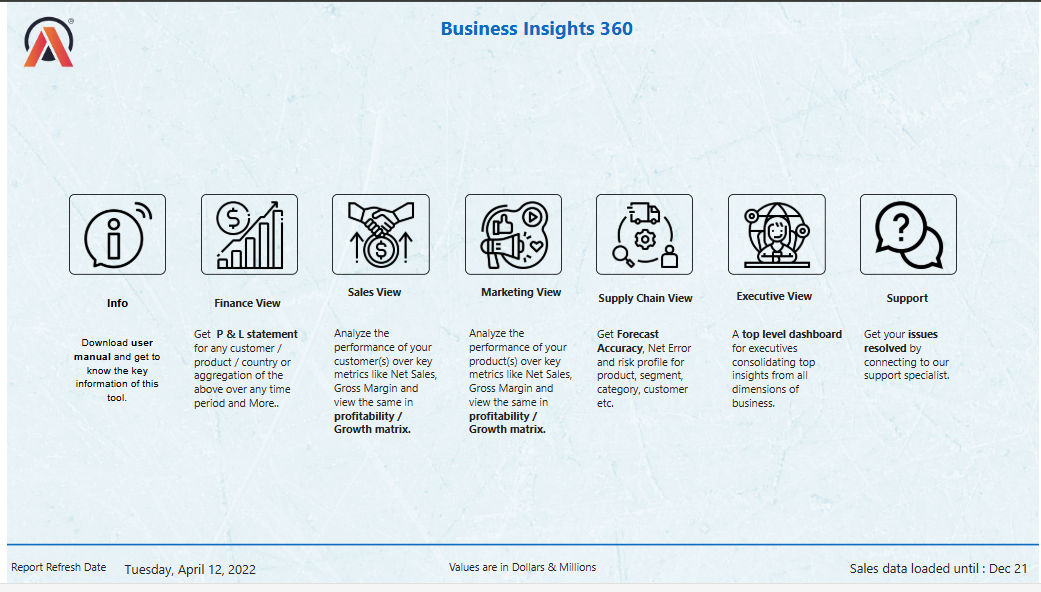 ®
Business Insights 360
Info
Download user
manual and get to
know the key
information of this
tool.
Finance View
Get P & L statement
for any customer /
product / country or
aggregation of the
above over any time
period and More..
Sales View
Analyze the
performance of your
customer(s) over key
metrics like Net Sales,
Gross Margin and
view the same in
profitability /
Growth matrix.
Marketing View
Analyze the
performance of your
product(s) over key
metrics like Net Sales,
Gross Margin and
view the same in
profitability /
Growth matrix.
Supply Chain View
Get Forecast
Accuracy, Net Error
and risk profile for
product, segment,
category, customer
etc.
Executive View
A top level dashboard
for executives
consolidating top
insights from all
dimensions of
business.
Support
Get your issues
resolved by
connecting to our
support specialist.
Report Refresh Date
Tuesday, April 12, 2022
Values are in Dollars & Millions
Sales data loaded until : Dec 21